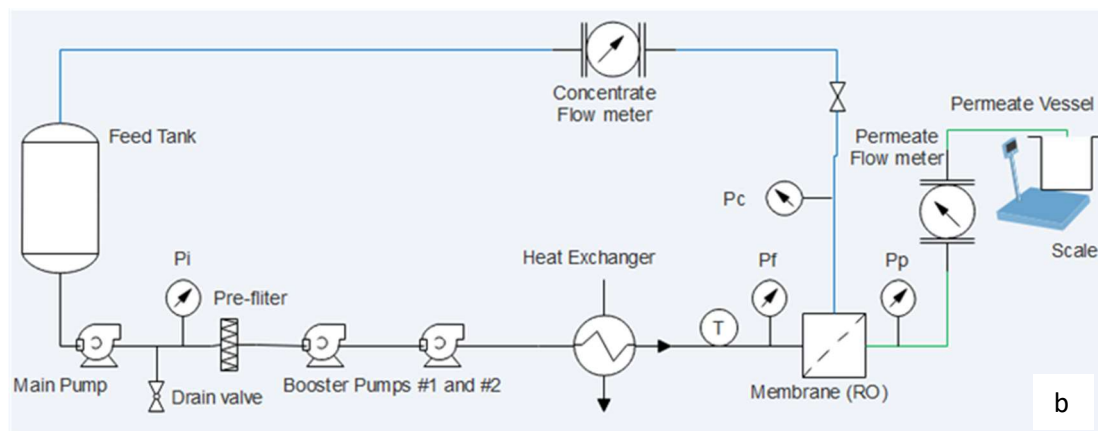 Concentrate
Flow meter
Permeate Vessel
Feed Tank
Permeate
Flow meter
Pc
Scale
Pi
Heat Exchanger
Pf
Pp
Pre-fliter
T
Main Pump
Drain valve
Booster Pumps #1 and #2
Membrane (RO)
b